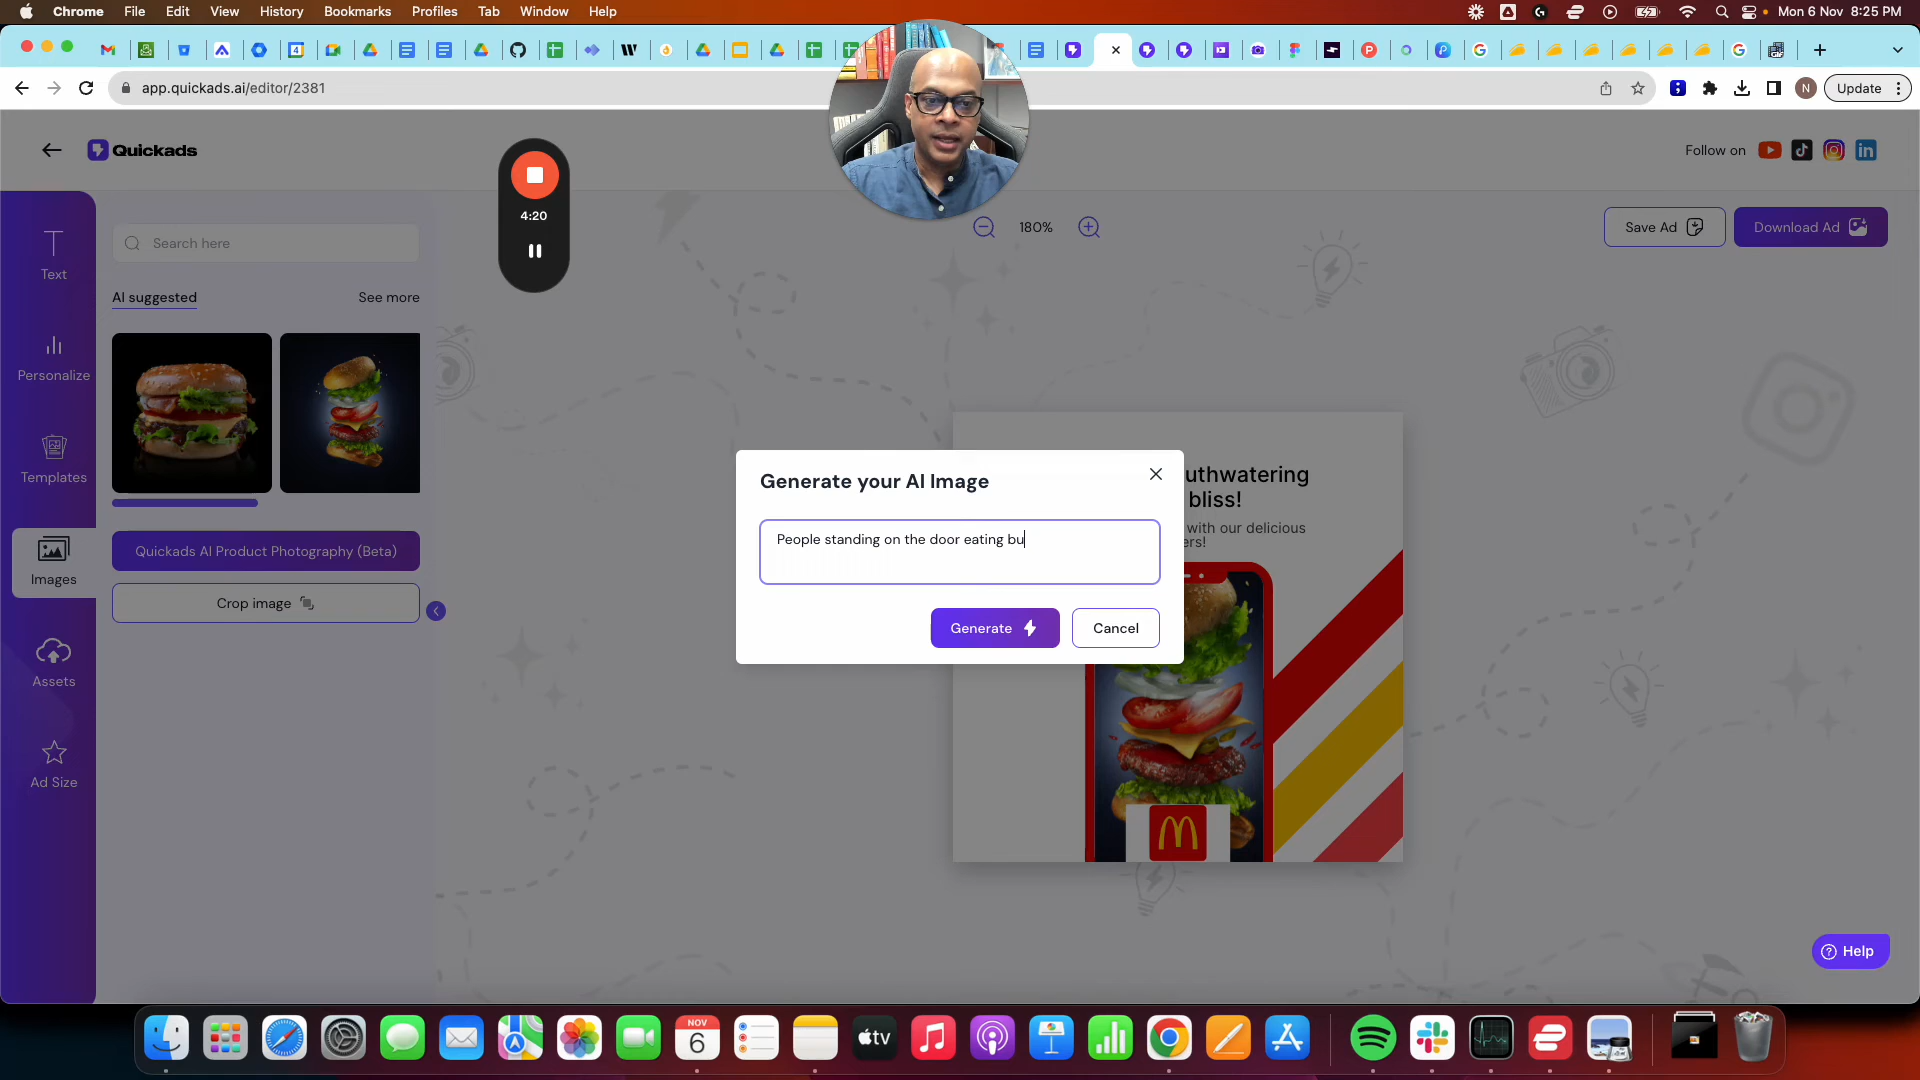 Chrome File Edit View History Bookmarks Profiles Tab Window Help
Mon 6 Nov 8:25 PM
app.quickads.ai/editor/2381
N
Update
Quickads
Follow on
4:20
Text
Search here
180%
Save Ad
Download Ad
AI suggested
See more
Personalize
Templates
Generate your AI Image
uthwatering
bliss!
People standing on the door eating bu
with our delicious
ers!
Quickads AI Product Photography (Beta)
Images
Crop image
Generate
Cancel
Assets
Ad Size
Help
NOV
6
tv